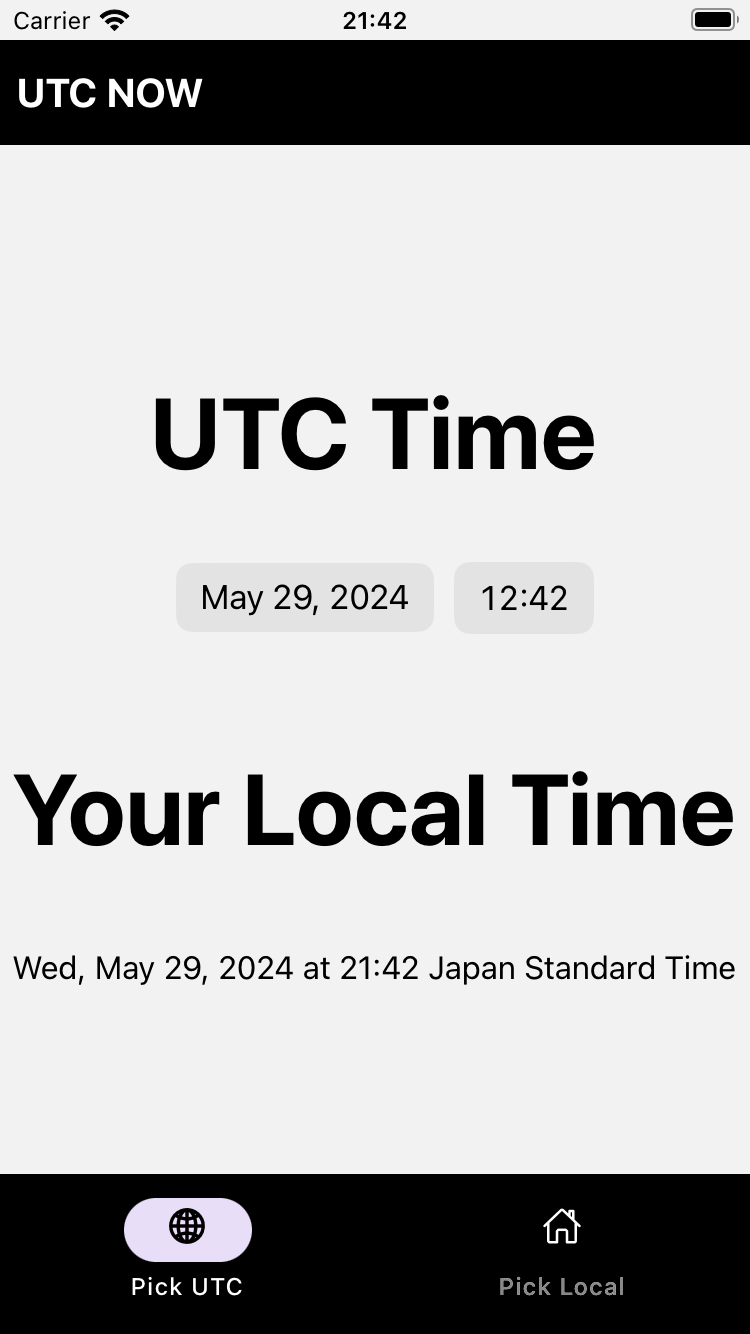 Carrier 21:42
UTC NOW
UTC Time
May 29, 2024 12:42
Your Local Time
Wed, May 29, 2024 at 21:42 Japan Standard Time
Pick UTC Pick Local